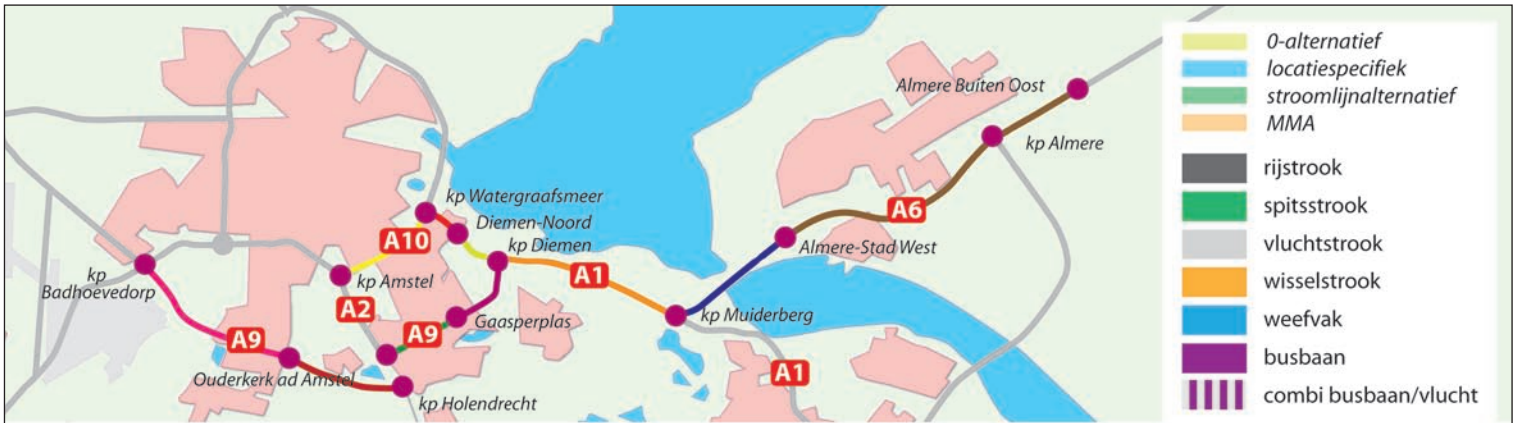 Almere Buiten Oost
kp Almere
A6
Almere-Stad West
kp Watergraafsmeer
Diemen-Noord
kp Diemen
A10
A1
kp
Badhoevedorp
kp Amstel
A2
Gaasperplas
kp Muiderberg
A9
A9
Ouderkerk ad Amstel
kp Holendrecht
A1
0-alternatief
locatiespecifiek
stroomlijnalternatief
MMA
rijstrook
spitsstrook
vluchtstrook
wisselstrook
weefvak
busbaan
combi busbaan/vlucht